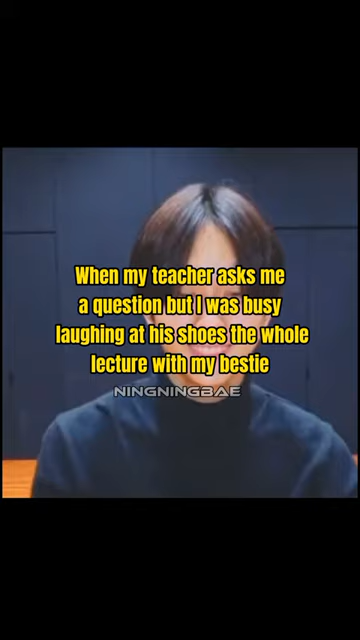 When my teacher asks me
a question but I was busy
laughing at his shoes the whole
lecture with my bestie
NINGNINGBAE